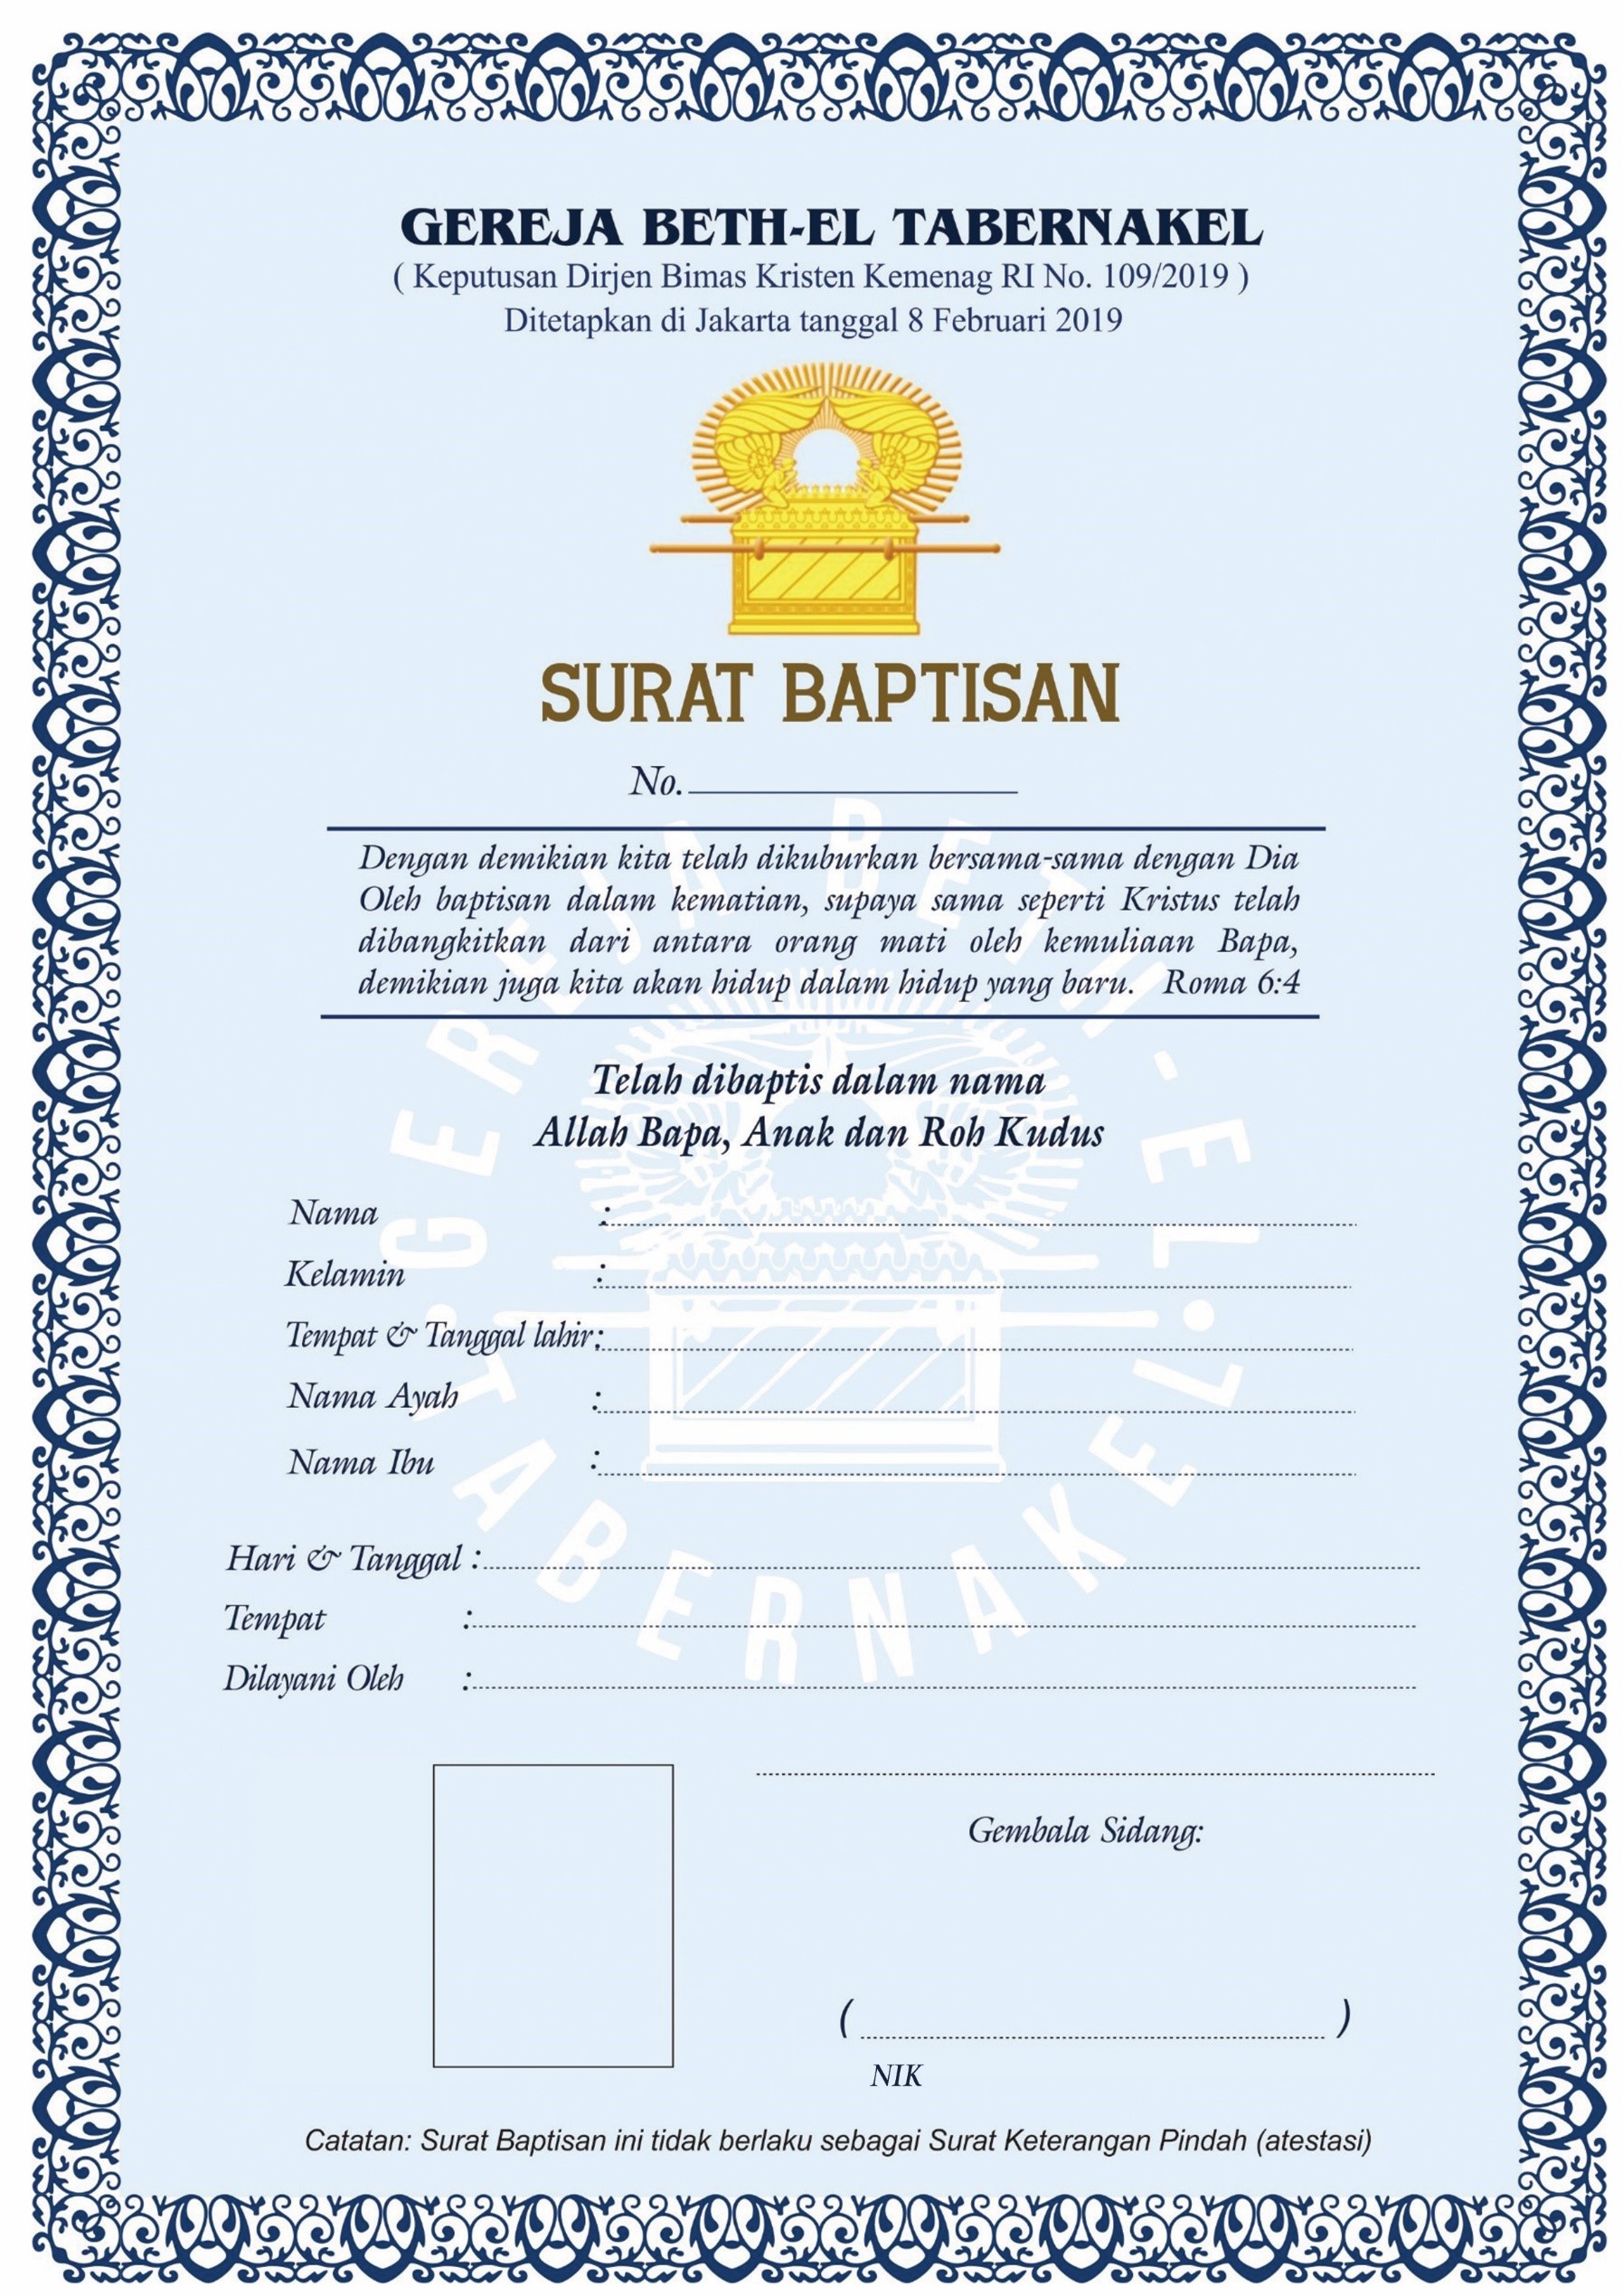 GEREJA BETH-EL TABERNAKEL
( Keputusan Dirjen Bimas Kristen Kemenag RI No. 109/2019 )
Ditetapkan di Jakarta tanggal 8 Februari 2019
SURAT BAPTISAN
No.
Dengan demikian kita telah dikuburkan bersama-sama dengan Dia
Oleh baptisan dalam kematian, supaya sama seperti Kristus telah
dibangkitkan dari antara orang mati oleh kemuliaan Bapa,
demikian juga kita akan hidup dalam hidup yang baru. Roma 6:4
Telah dibaptis dalam nama
Allah Bapa, Anak dan Roh Kudus
Nama :
Kelamin :
Tempat & Tanggal lahir:
Nama Ayah :
Nama Ibu :
Hari & Tanggal :
Tempat :
Dilayani Oleh :
Gembala Sidang:
( )
NIK
Catatan: Surat Baptisan ini tidak berlaku sebagai Surat Keterangan Pindah (atestasi)
GEREJA BETH-EL
TABERNAKEL